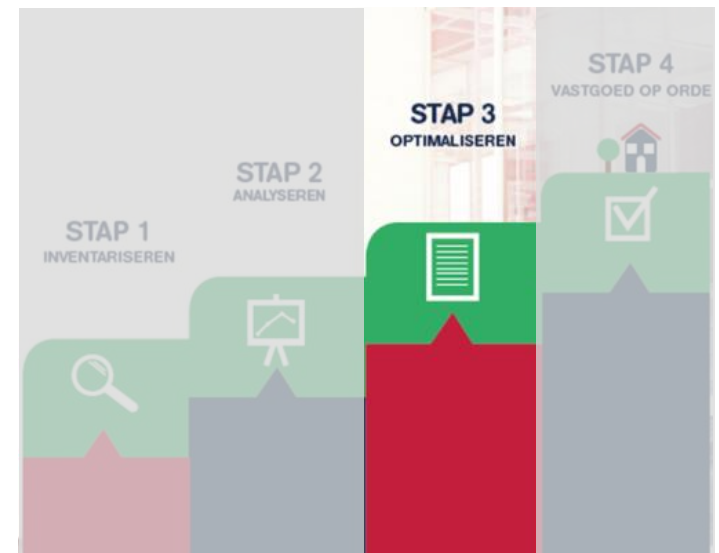 STAP 1
INVENTARISEREN
STAP 2
ANALYSEREN
STAP 3
OPTIMALISEREN
STAP 4
VASTGOED OP ORDE